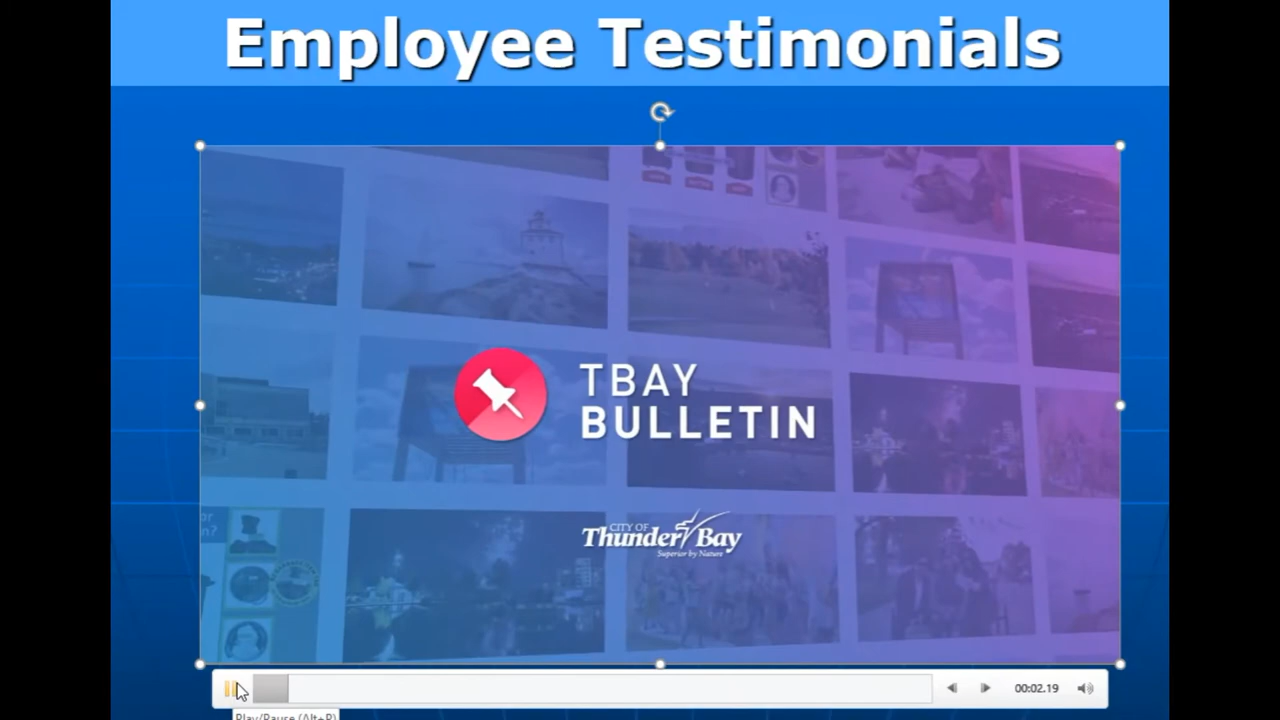 Employee Testimonials
TBAY
BULLETIN
CITY OF
Thunder Bay
Superior by Nature
00:02.19
Play/Pause (Alt+P)